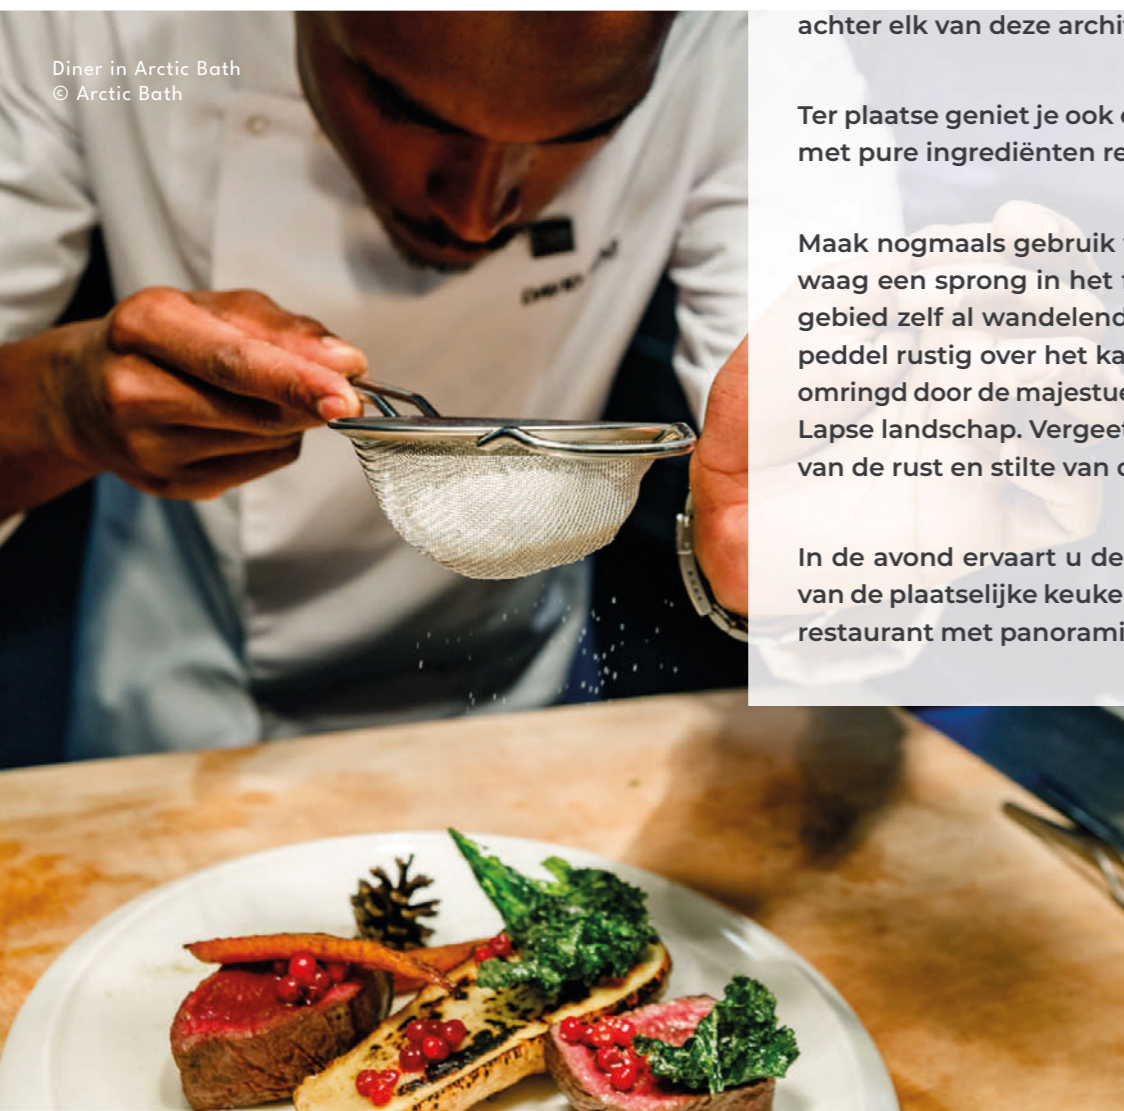 Diner in Arctic Bath
© Arctic Bath
achter elk van deze archi
Ter plaatse geniet je ook
met pure ingrediënten re
Maak nogmaals gebruik
waag een sprong in het
gebied zelf al wandelend
peddel rustig over het ka
omringd door de majestue
Lapse landschap. Vergeet
van de rust en stilte van
In de avond ervaart u de
van de plaatselijke keuke
restaurant met panorami